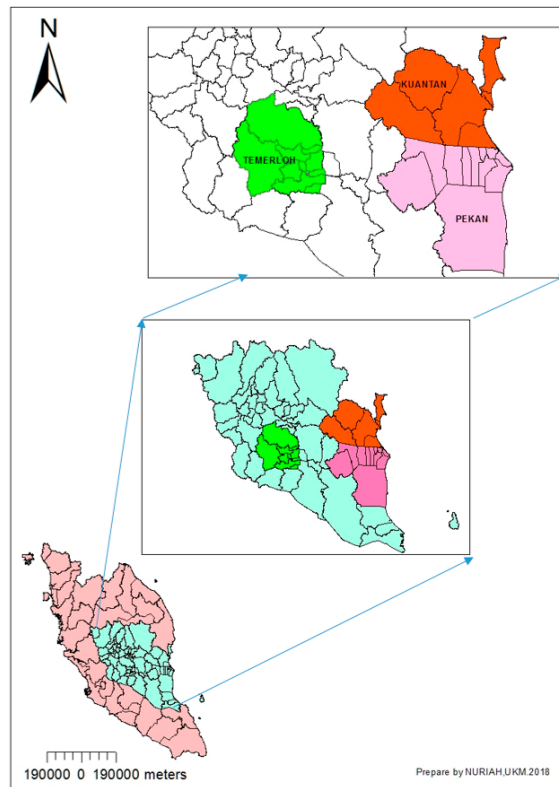 N
KUANTAN
TEMERLOH
PEKAN
190000 0 190000 meters
Prepare by NURIAH,UKM.2018